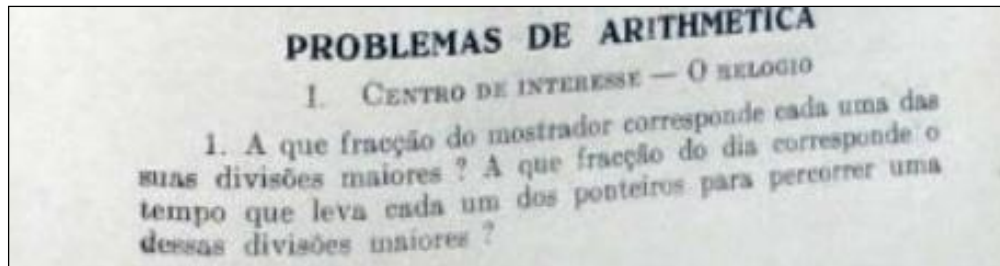 PROBLEMAS DE ARITHMETICA
I. CENTRO DE INTERESSE — O RELOGIO
1. A que fracção do mostrador corresponde cada uma das
suas divisões maiores ? A que fracção do dia corresponde o
tempo que leva cada um dos ponteiros para percorrer uma
dessas divisões maiores ?